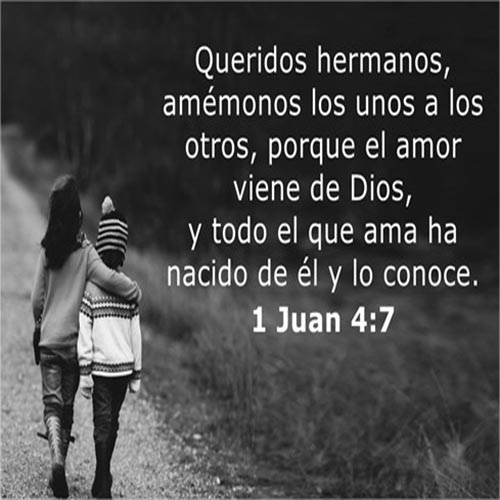 Queridos hermanos,
amémonos los unos a los
otros, porque el amor
viene de Dios,
y todo el que ama ha
nacido de él y lo conoce.
1 Juan 4:7